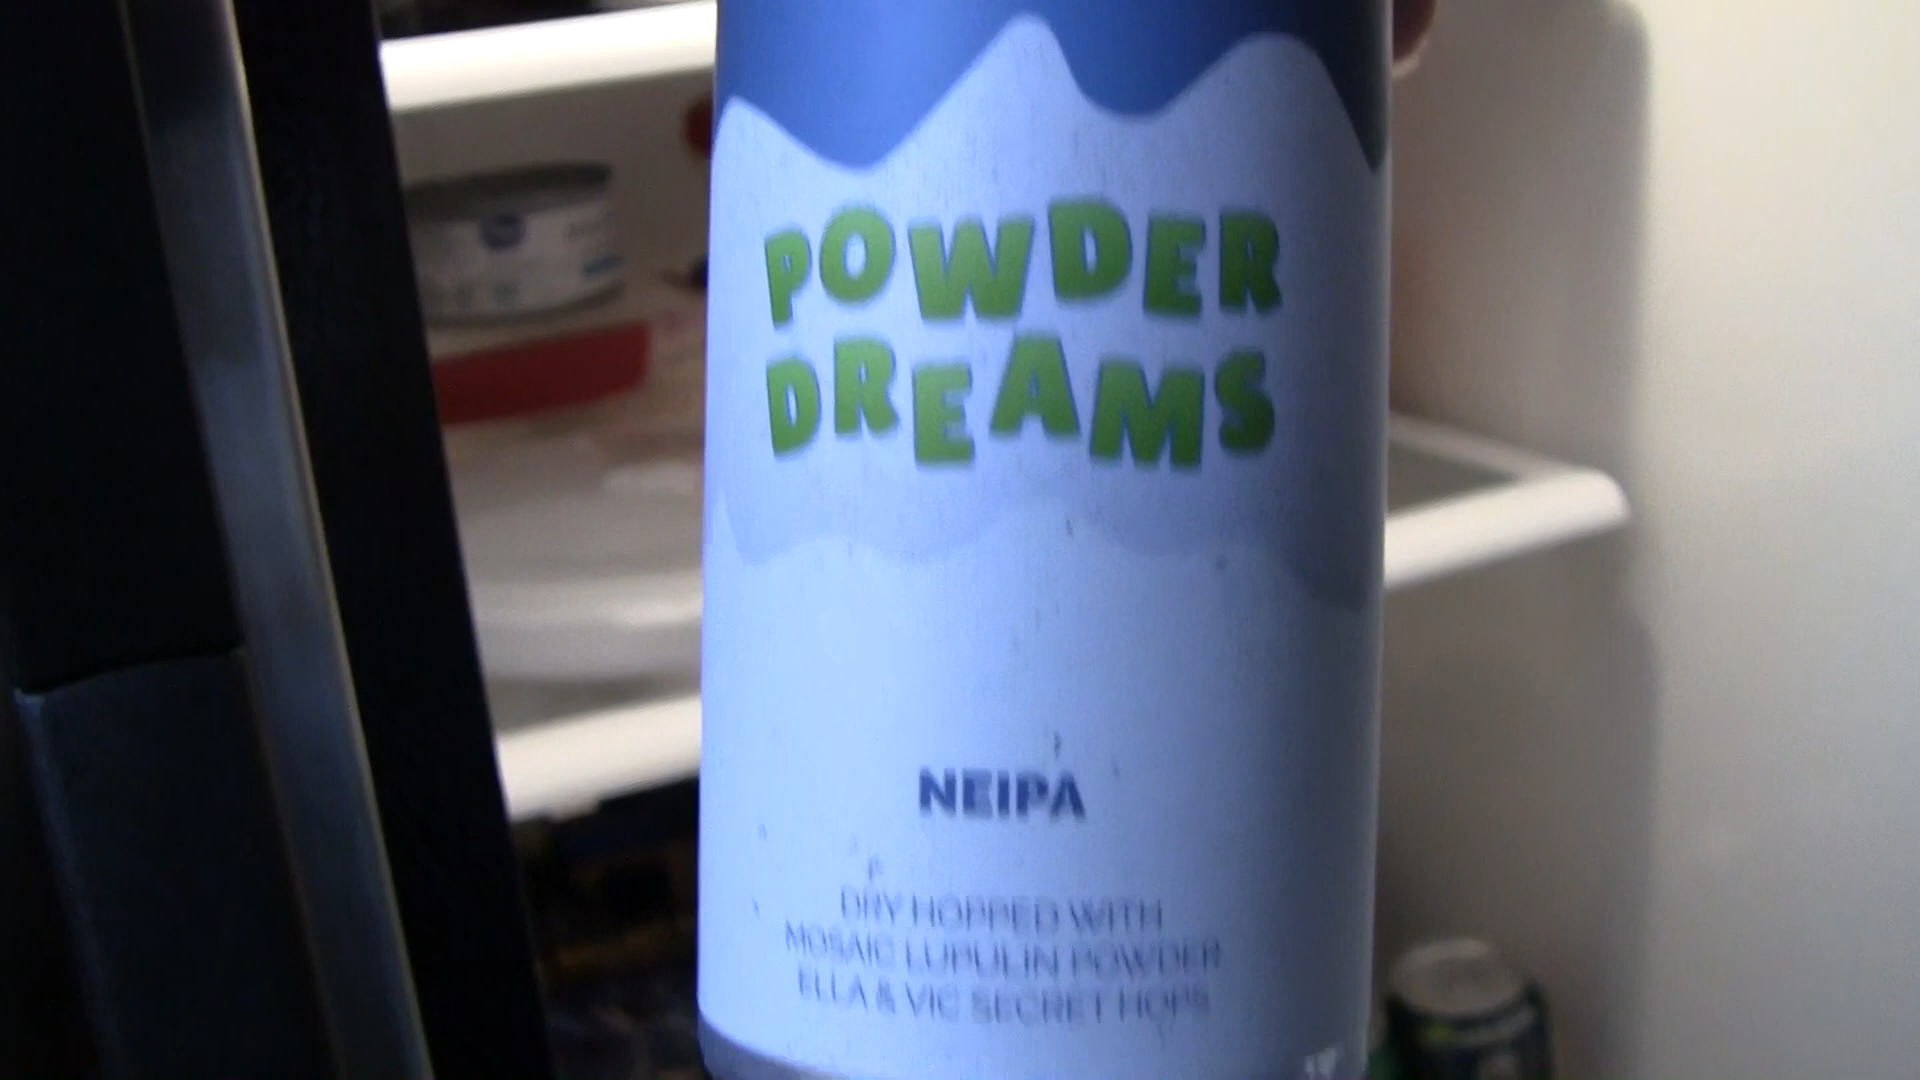 POWDER
DREAMS
NEIPA
DRY HOPPED WITH
MOSAIC LUPULIN POWDER
ELLA & VIC SECRET HOPS